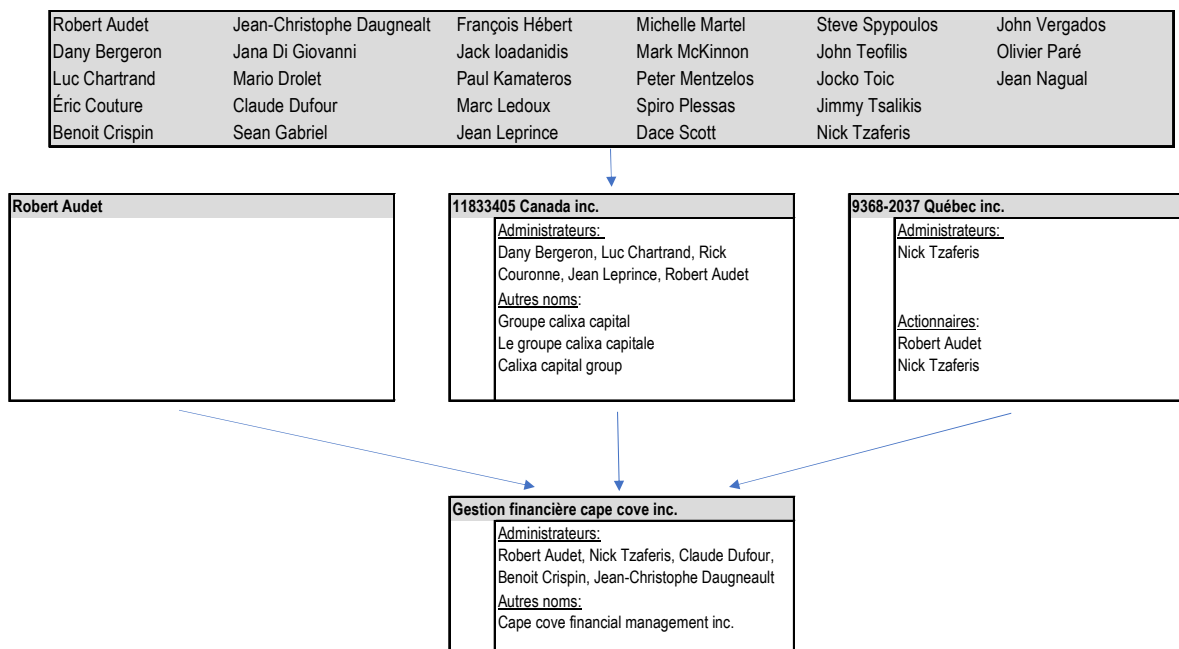 Robert Audet Jean-Christophe Daugnealt François Hébert Michelle Martel Steve Spypoulos John Vergados
Dany Bergeron Jana Di Giovanni Jack Ioadanidis Mark McKinnon John Teofilis Olivier Paré
Luc Chartrand Mario Drolet Paul Kamateros Peter Mentzelos Jocko Toic Jean Nagual
Éric Couture Claude Dufour Marc Ledoux Spiro Plessas Jimmy Tsalikis
Benoit Crispin Sean Gabriel Jean Leprince Dace Scott Nick Tzaferis
Robert Audet
11833405 Canada inc.
Administrateurs:
Dany Bergeron, Luc Chartrand, Rick
Couronne, Jean Leprince, Robert Audet
Autres noms:
Groupe calixa capital
Le groupe calixa capitale
Calixa capital group
9368-2037 Québec inc.
Administrateurs:
Nick Tzaferis
Actionnaires:
Robert Audet
Nick Tzaferis
Gestion financière cape cove inc.
Administrateurs:
Robert Audet, Nick Tzaferis, Claude Dufour,
Benoit Crispin, Jean-Christophe Daugneault
Autres noms:
Cape cove financial management inc.